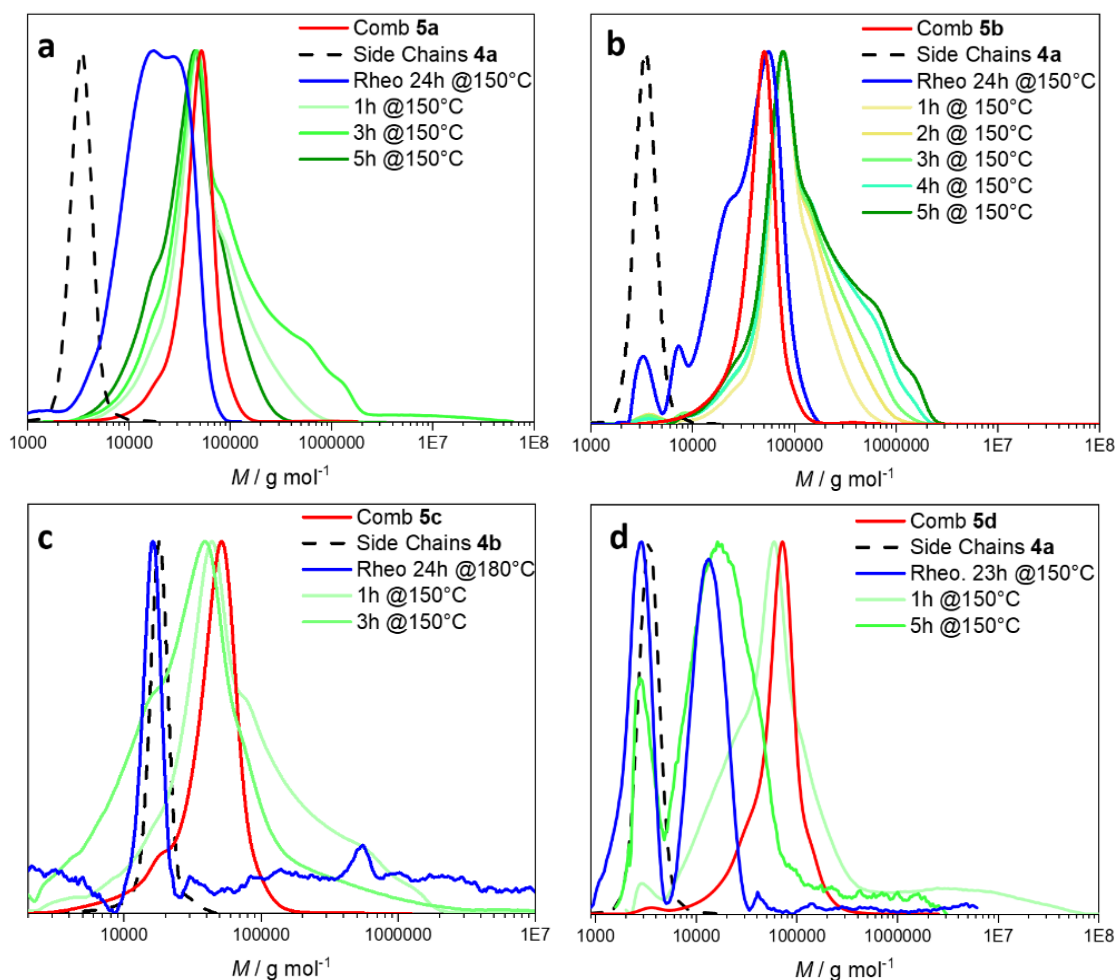 a
Comb 5a
Side Chains 4a
Rheo 24h @150°C
1h @150°C
3h @150°C
5h @150°C
1000 10000 100000 1000000 1E7 1E8
M / g mol⁻¹
b
Comb 5b
Side Chains 4a
Rheo 24h @150°C
1h @ 150°C
2h @ 150°C
3h @ 150°C
4h @ 150°C
5h @ 150°C
1000 10000 100000 1000000 1E7 1E8
M / g mol⁻¹
c
Comb 5c
Side Chains 4b
Rheo 24h @180°C
1h @150°C
3h @150°C
10000 100000 1000000 1E7
M / g mol⁻¹
d
Comb 5d
Side Chains 4a
Rheo. 23h @150°C
1h @150°C
5h @150°C
1000 10000 100000 1000000 1E7 1E8
M / g mol⁻¹